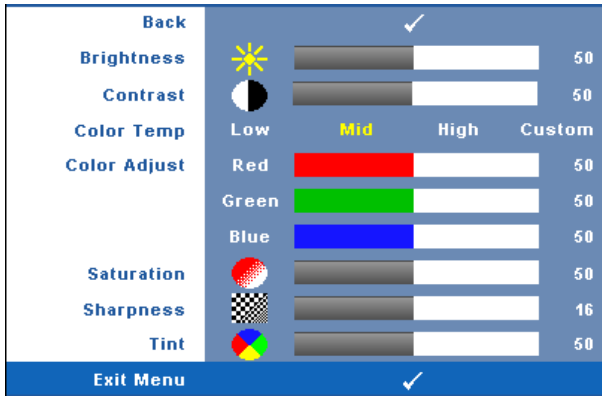 Back
Brightness 50
Contrast 50
Color Temp Low Mid High Custom
Color Adjust Red 50
Green 50
Blue 50
Saturation 50
Sharpness 16
Tint 50
Exit Menu